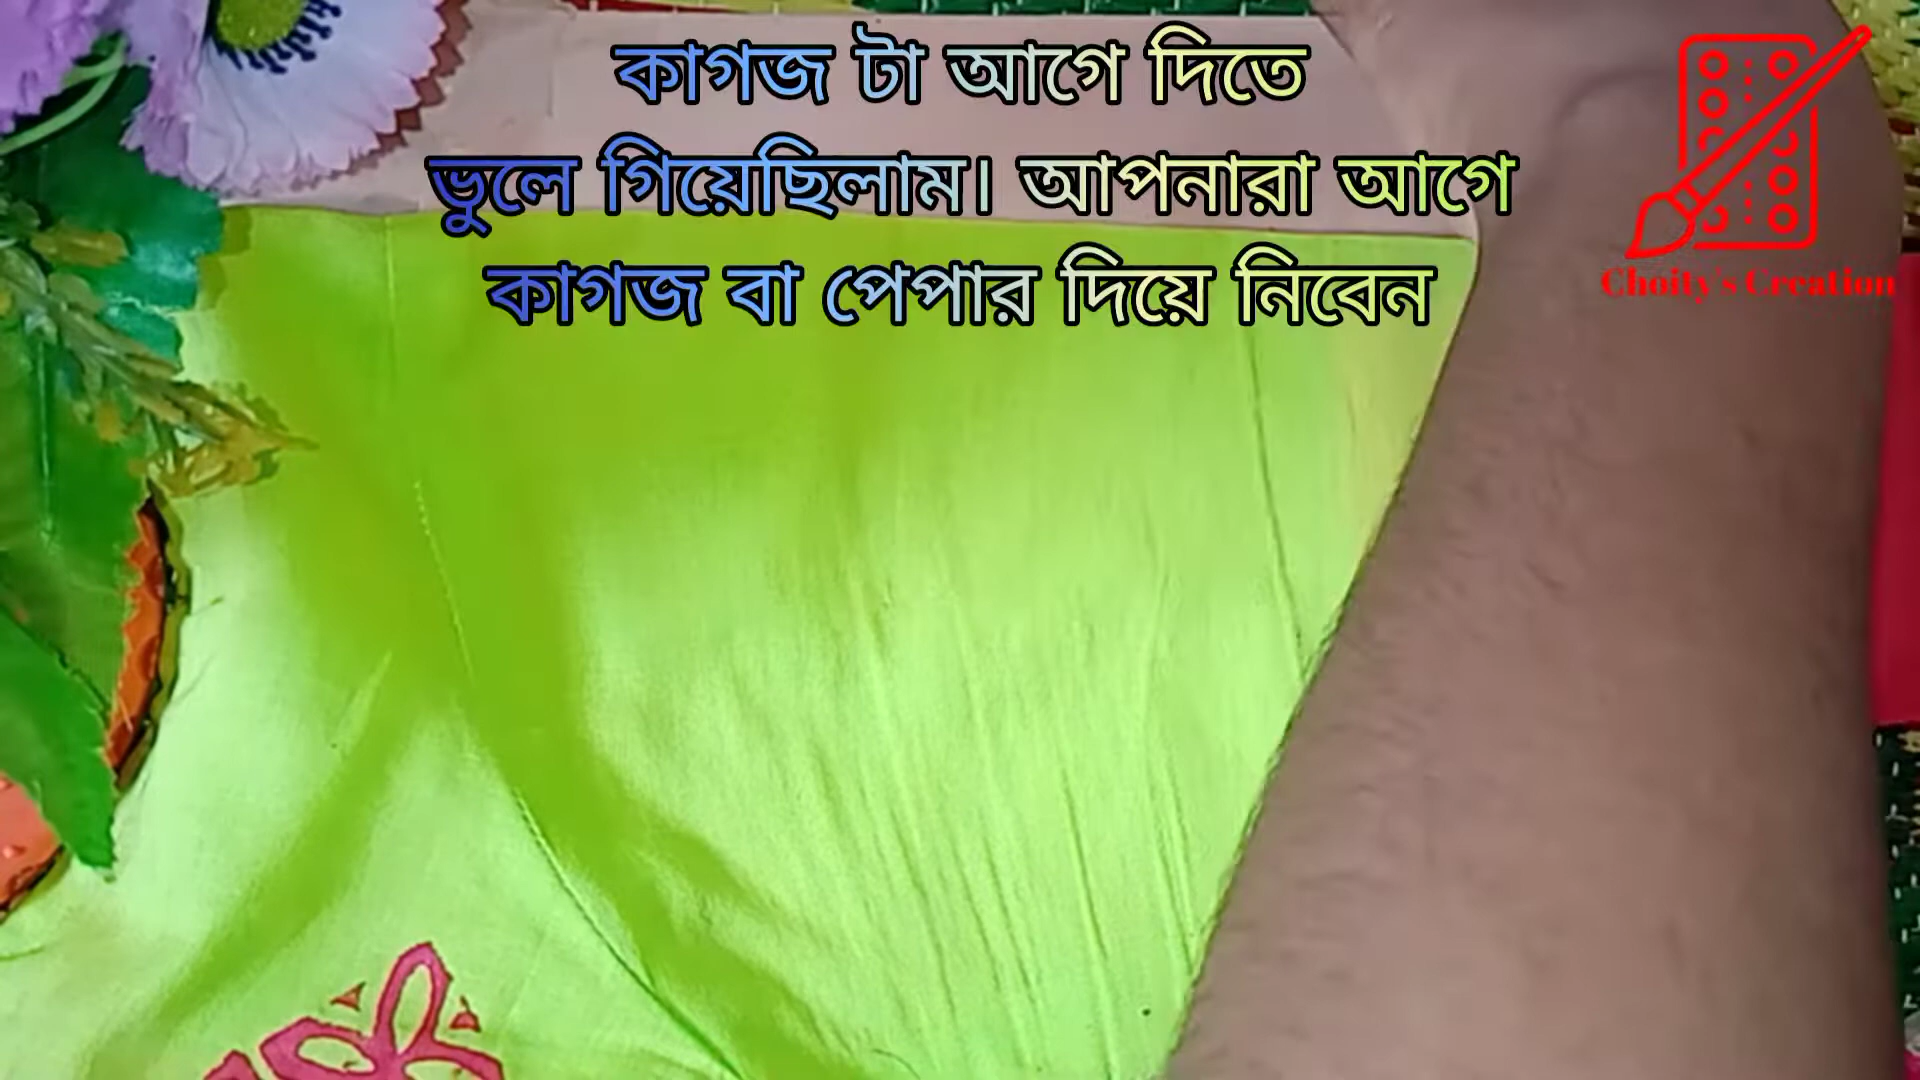 কাগজ টা আগে দিতে
ভুলে গিয়েছিলাম। আপনারা আগে
কাগজ বা পেপার দিয়ে নিবেন
Choity's Creation